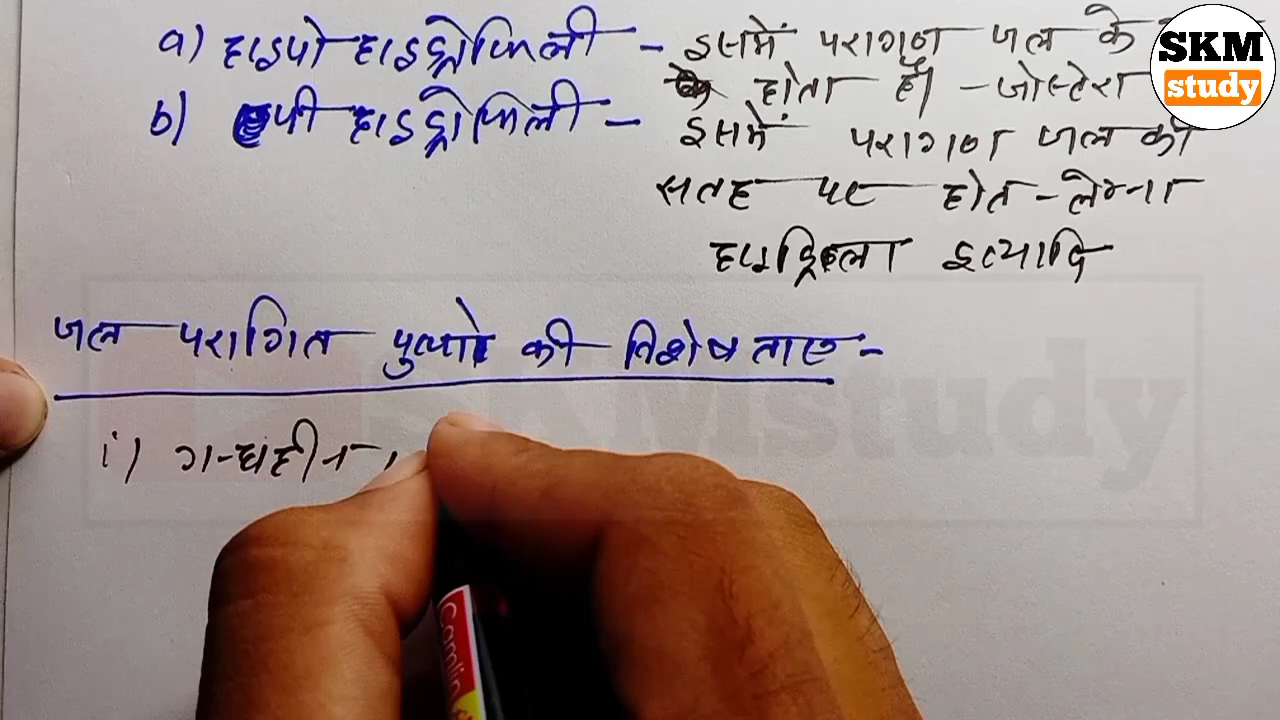 a) हाइपो हाइड्रोफिली - इसमें परागण जल के
होता है। - जोस्टेरा
b) एपी हाइड्रोफिली - इसमें परागण जल की
सतह पर होत - लेम्ना
हाइड्रिला इत्यादि
जल परागित पुष्पो की विशेषताए -
i) गन्धहीन
SKM
study
SKMstudy